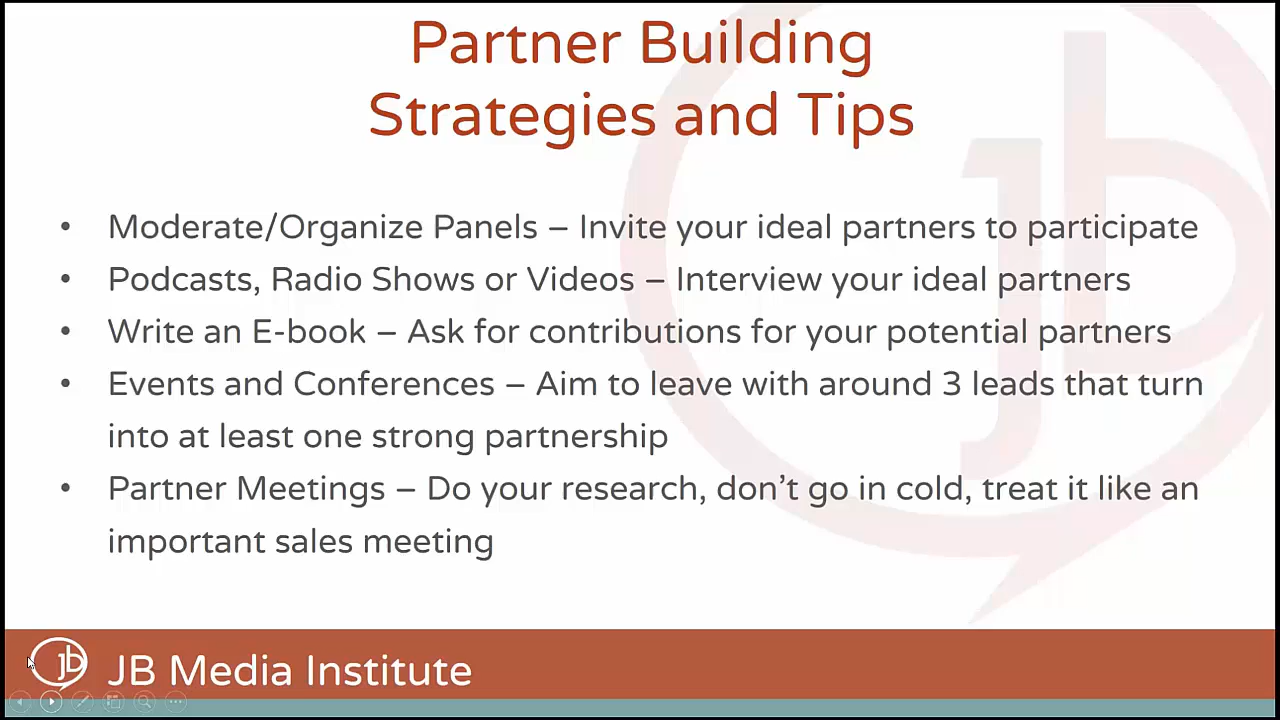 Partner Building
Strategies and Tips
• Moderate/Organize Panels – Invite your ideal partners to participate
• Podcasts, Radio Shows or Videos – Interview your ideal partners
• Write an E-book – Ask for contributions for your potential partners
• Events and Conferences – Aim to leave with around 3 leads that turn
into at least one strong partnership
• Partner Meetings – Do your research, don’t go in cold, treat it like an
important sales meeting
jb
jb JB Media Institute